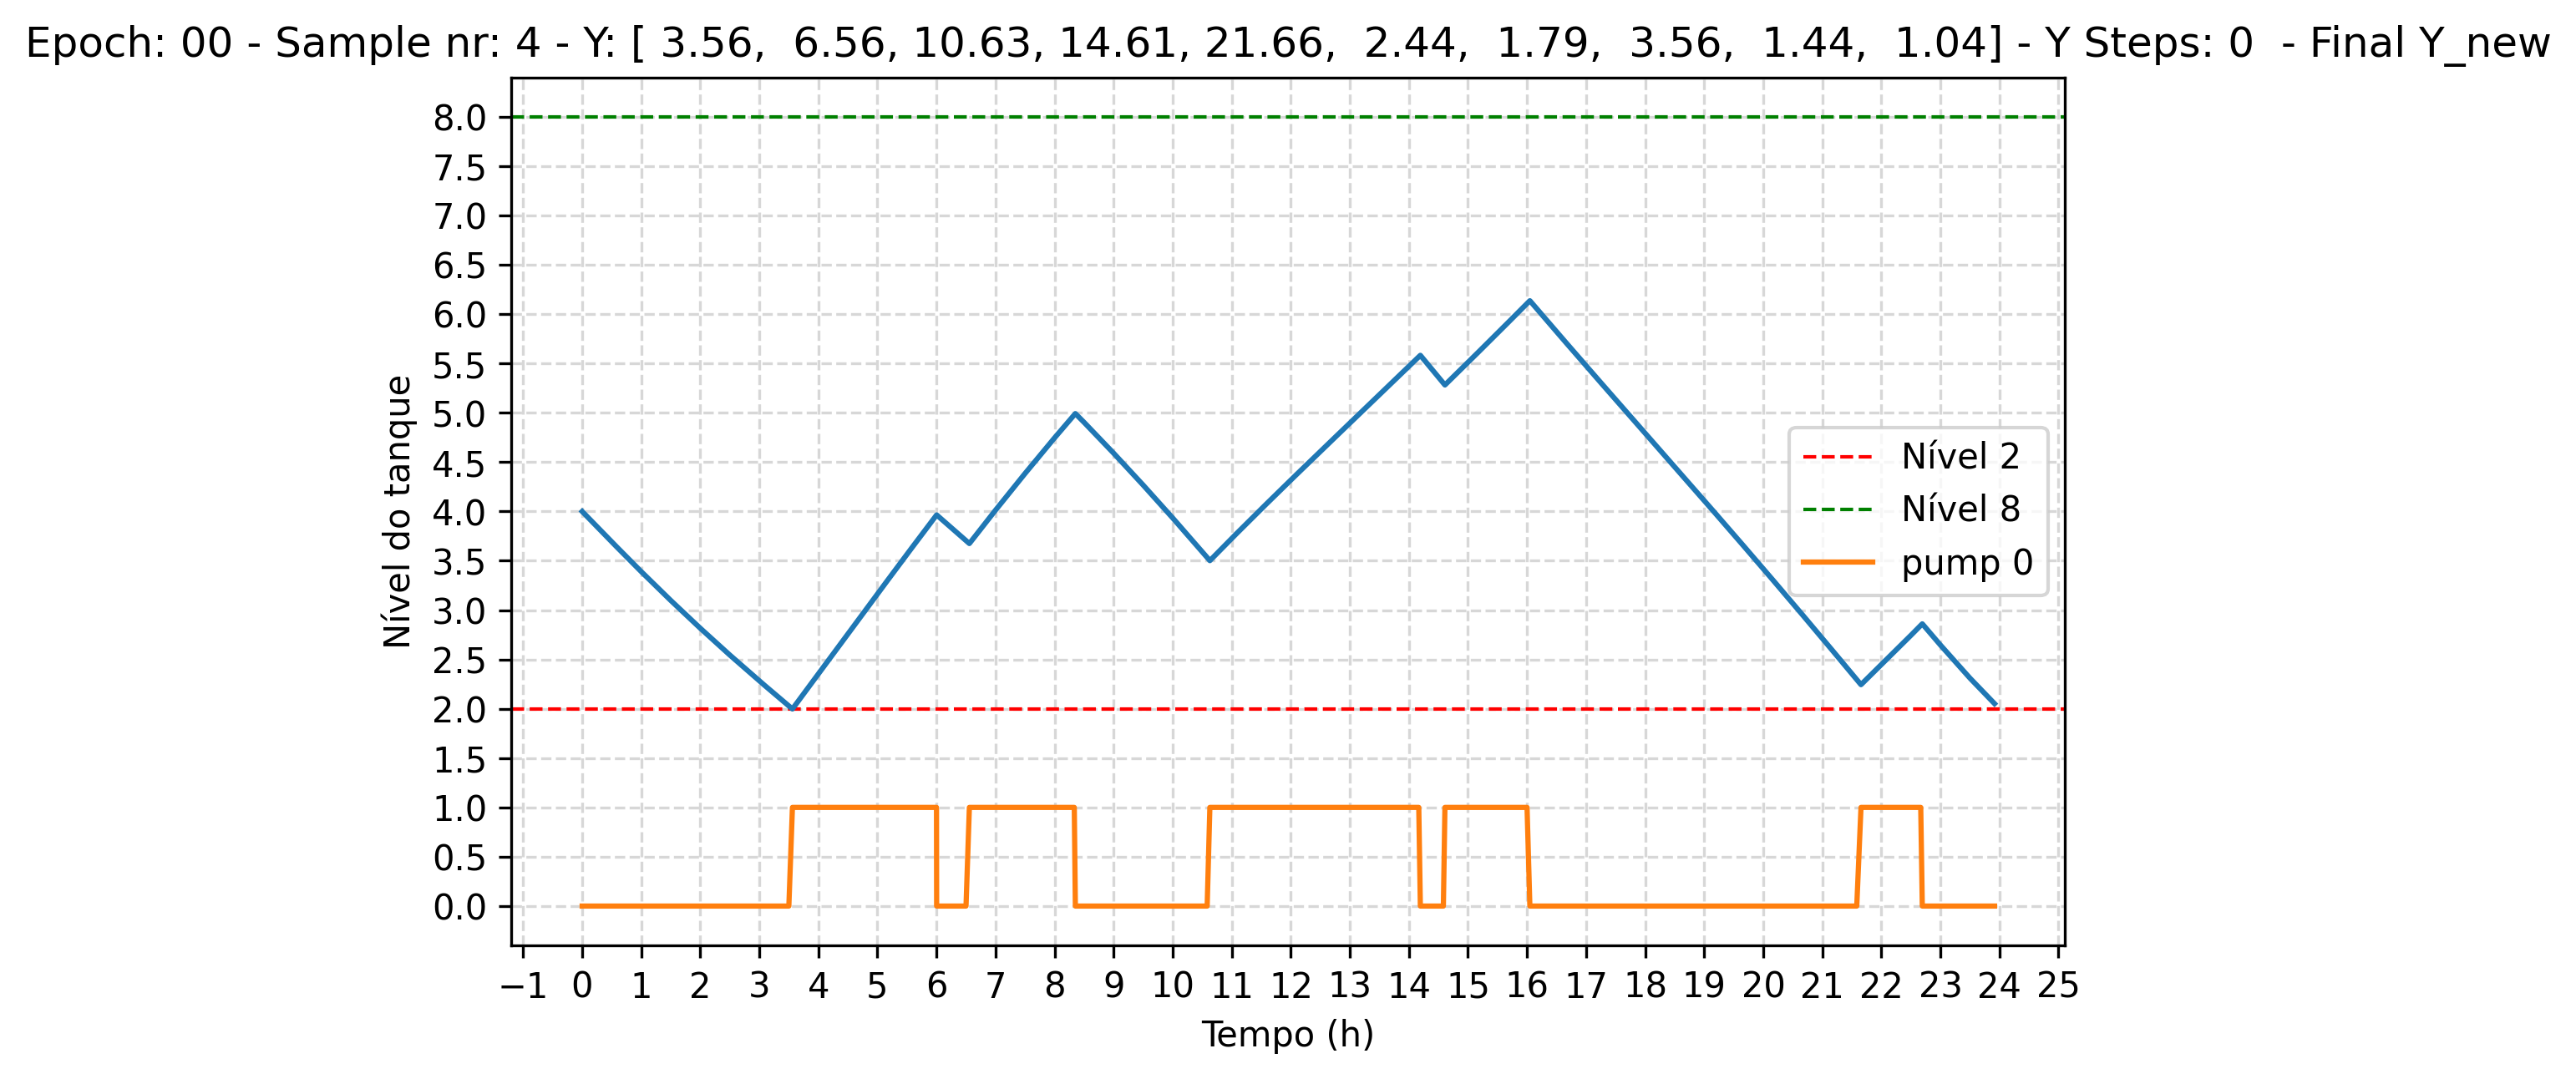 Epoch: 00 - Sample nr: 4 - Y: [ 3.56,  6.56, 10.63, 14.61, 21.66,  2.44,  1.79,  3.56,  1.44,  1.04] - Y Steps: 0  - Final Y_new
8.0
7.5
7.0
6.5
6.0
5.5
5.0
4.5
4.0
3.5
3.0
2.5
2.0
1.5
1.0
0.5
0.0
Nível do tanque
Nível 2
Nível 8
pump 0
−1 0 1 2 3 4 5 6 7 8 9 10 11 12 13 14 15 16 17 18 19 20 21 22 23 24 25
Tempo (h)